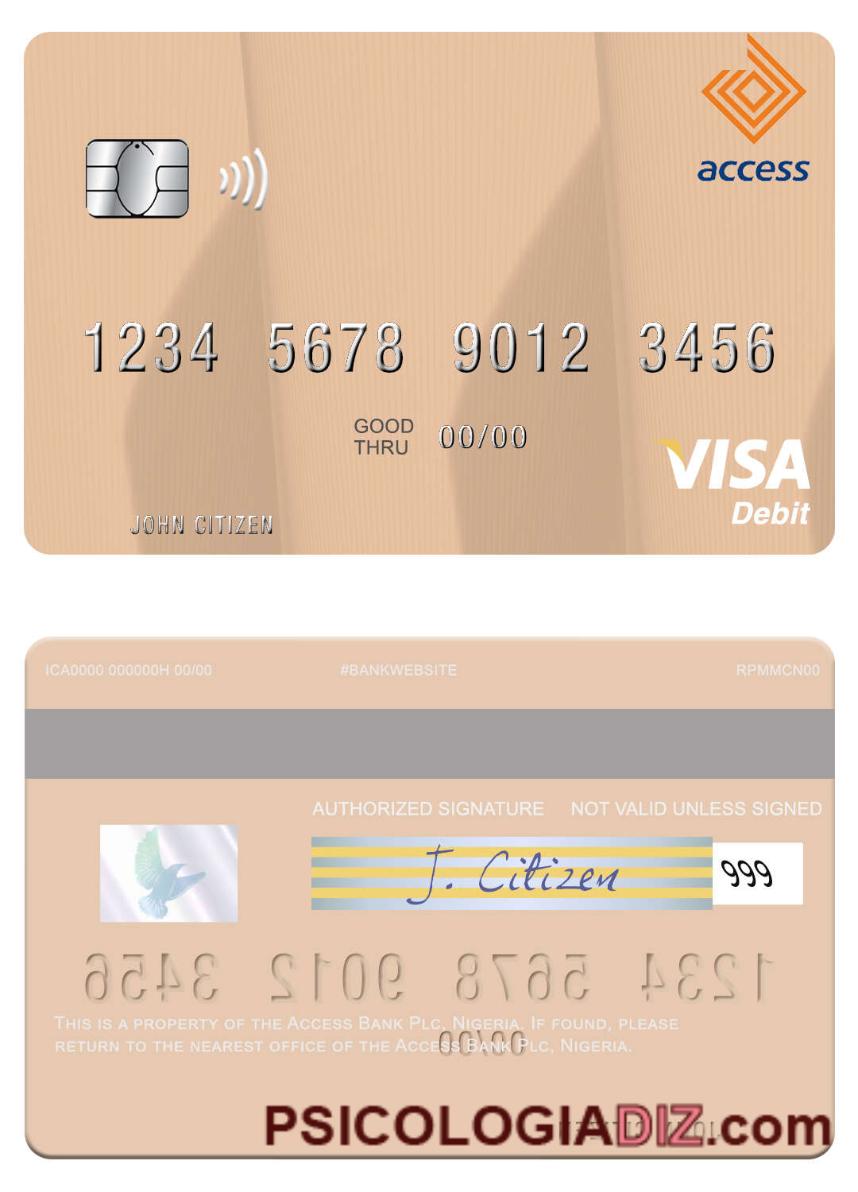 access
1234 5678 9012 3456
GOOD THRU 00/00
VISA
Debit
JOHN CITIZEN
ICA0000 000000H 00/00 #BANKWEBSITE RPMMCN00
AUTHORIZED SIGNATURE NOT VALID UNLESS SIGNED
J. Citizen 999
1234 5678 9012 3456
THIS IS A PROPERTY OF THE ACCESS BANK PLC, NIGERIA. IF FOUND, PLEASE
RETURN TO THE NEAREST OFFICE OF THE ACCESS BANK PLC, NIGERIA.
00/00
JOHN CITIZEN
PSICOLOGIADIZ.com